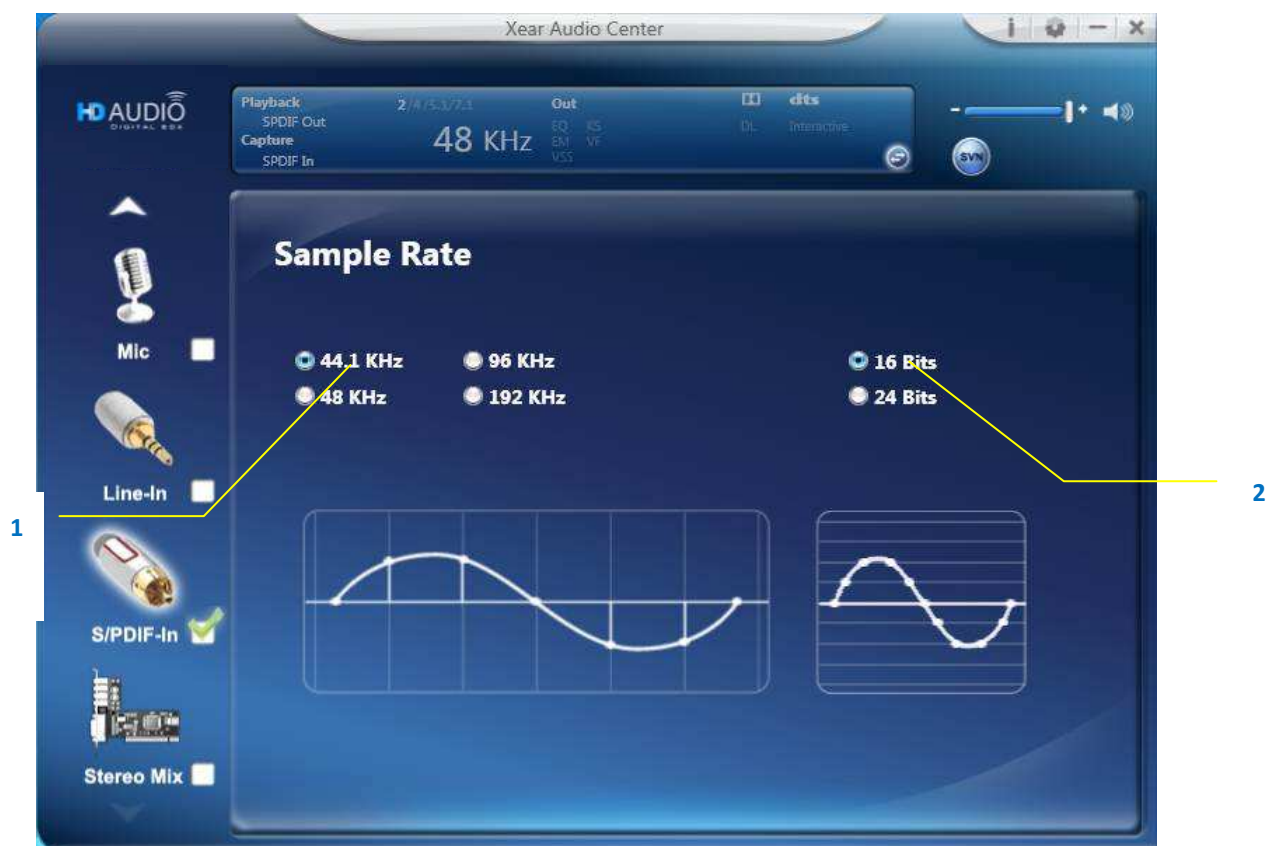 Xear Audio Center
i
HD AUDIO
DIGITAL BOX
Playback 2/4/5.1/7.1 Out DD dts
SPDIF Out EQ KS DL Interactive
Capture 48 KHz EM VF
SPDIF In VSS
- +
SVN
Sample Rate
Mic
44.1 KHz 96 KHz 16 Bits
48 KHz 192 KHz 24 Bits
Line-In
1
2
S/PDIF-In
Stereo Mix